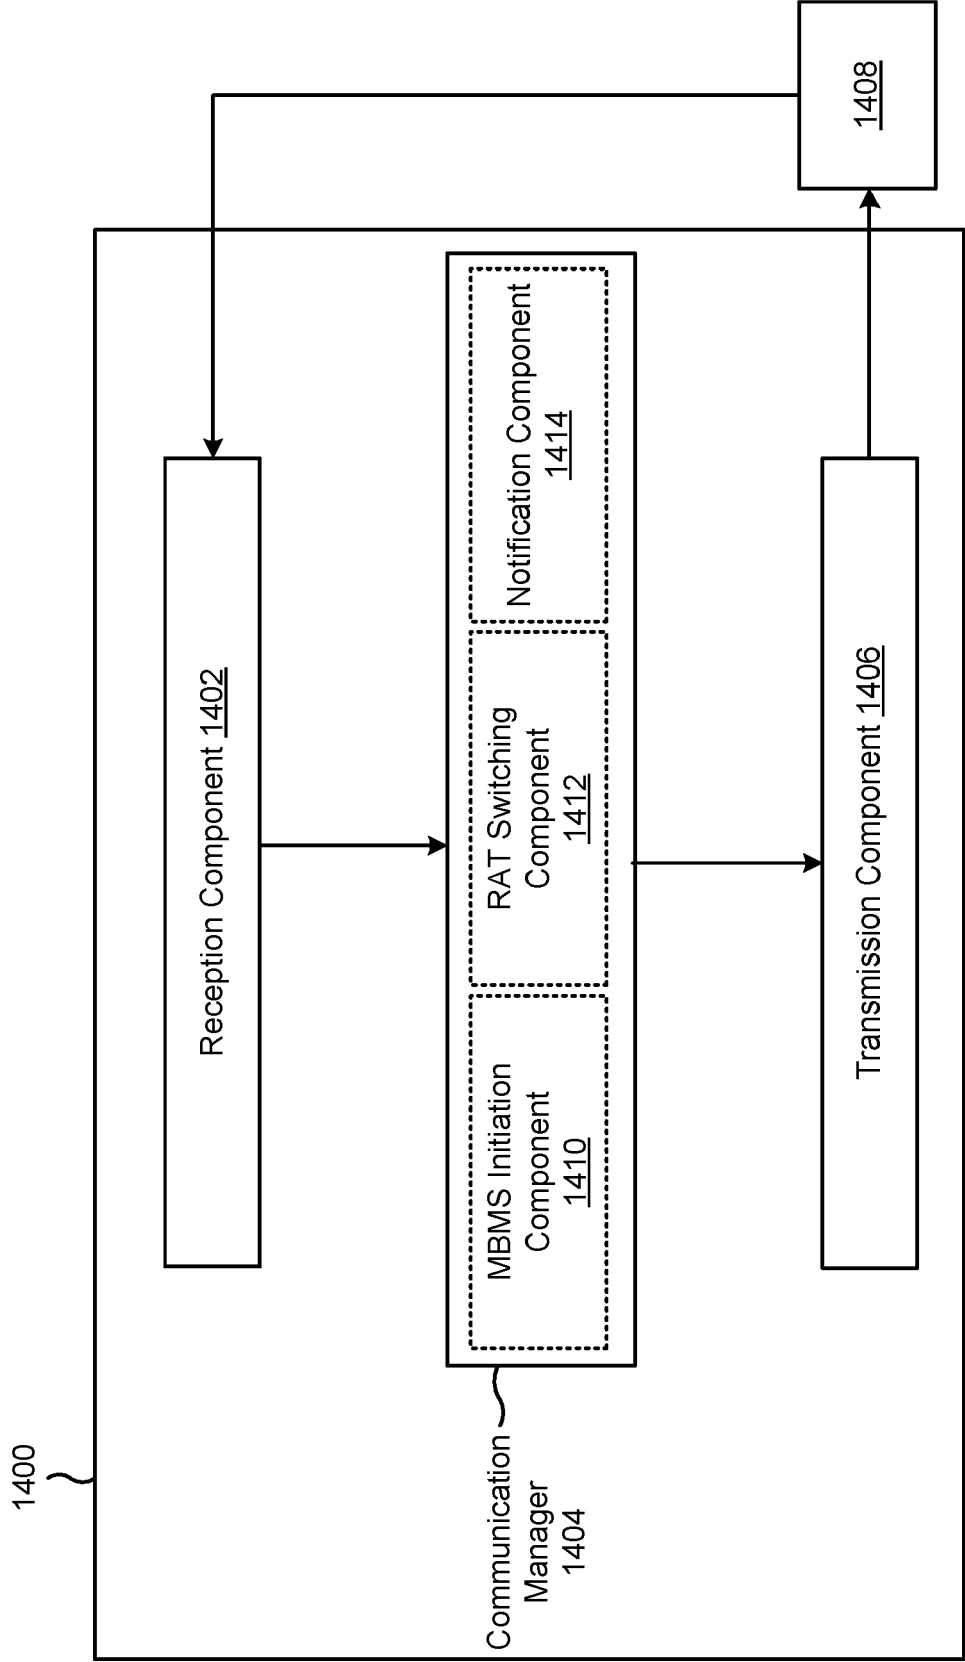 1400
Reception Component 1402
1408
Communication
Manager
1404
MBMS Initiation
Component
1410
RAT Switching
Component
1412
Notification Component
1414
Transmission Component 1406